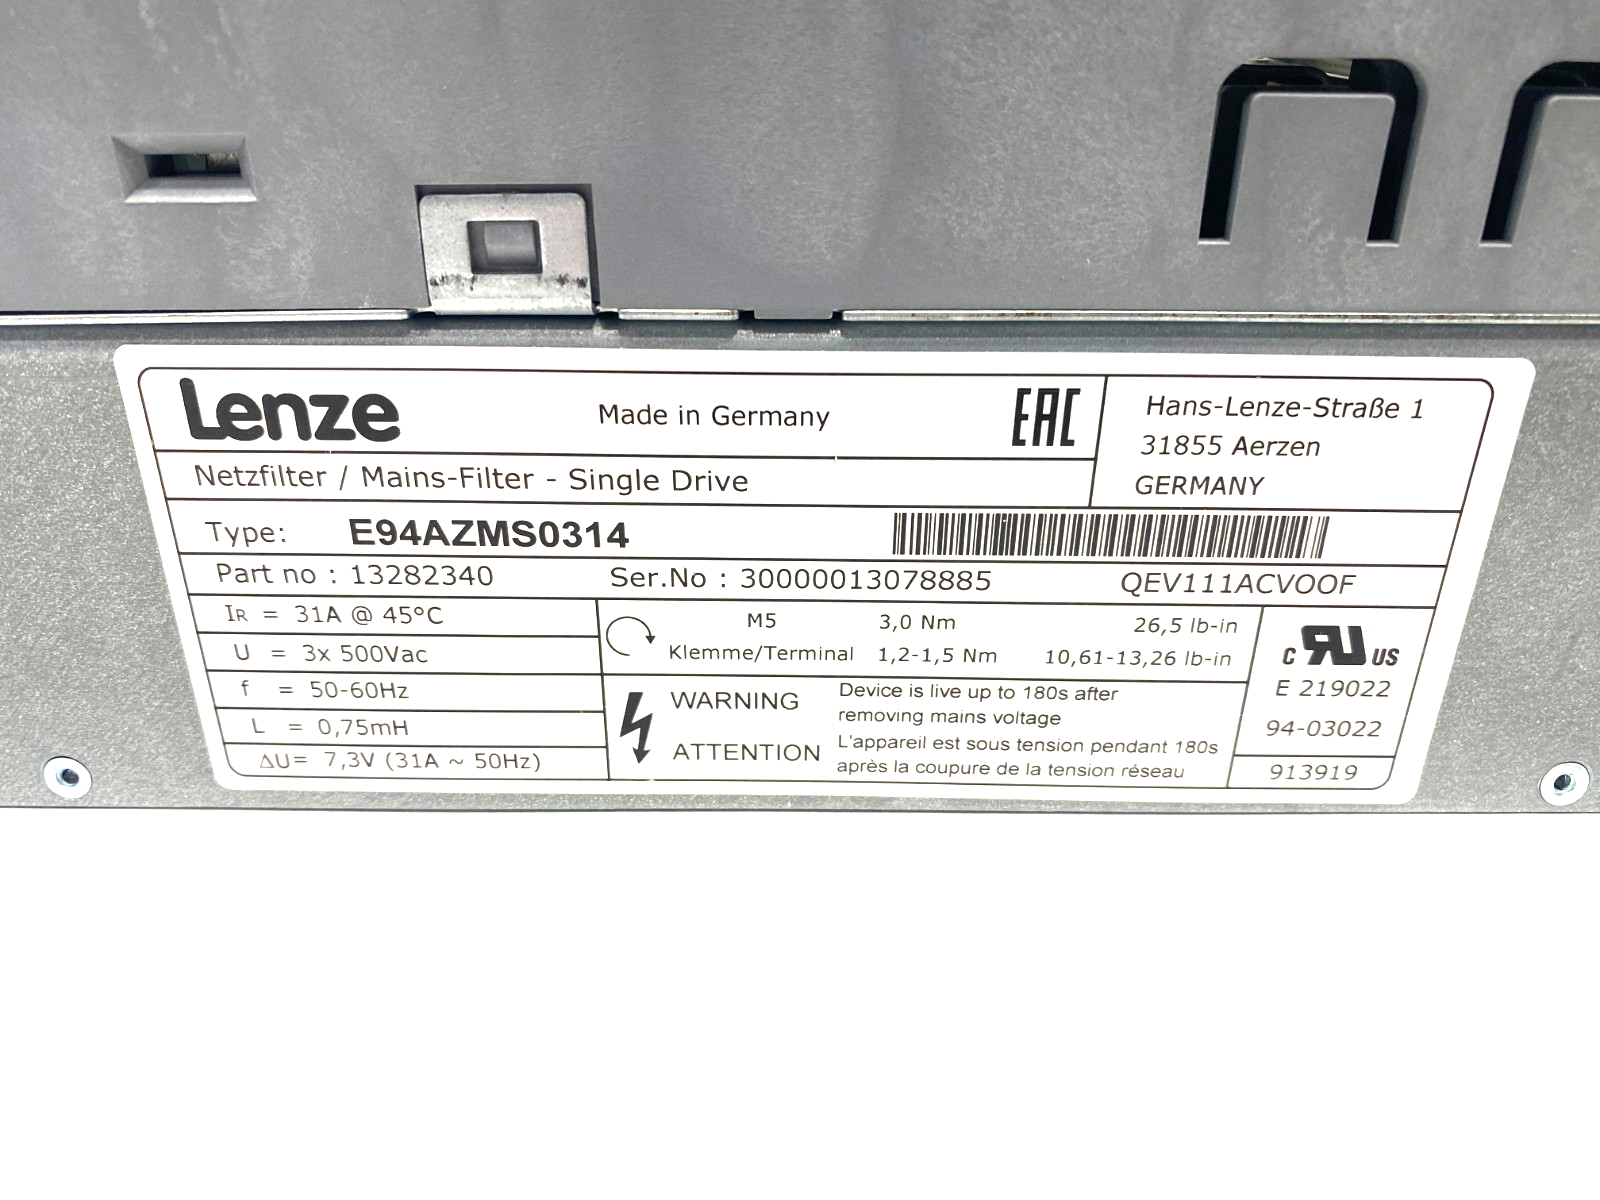 Lenze
Made in Germany
EAC
Hans-Lenze-Straße 1
31855 Aerzen
GERMANY
Netzfilter / Mains-Filter - Single Drive
Type: E94AZMS0314
Part no : 13282340 Ser.No : 30000013078885 QEV111ACVOOF
IR = 31A @ 45°C
U = 3x 500Vac
f = 50-60Hz
L = 0,75mH
ΔU= 7,3V (31A ~ 50Hz)
M5 3,0 Nm 26,5 lb-in
Klemme/Terminal 1,2-1,5 Nm 10,61-13,26 lb-in
WARNING
Device is live up to 180s after
removing mains voltage
ATTENTION
L'appareil est sous tension pendant 180s
après la coupure de la tension réseau
c RU US
E 219022
94-03022
913919